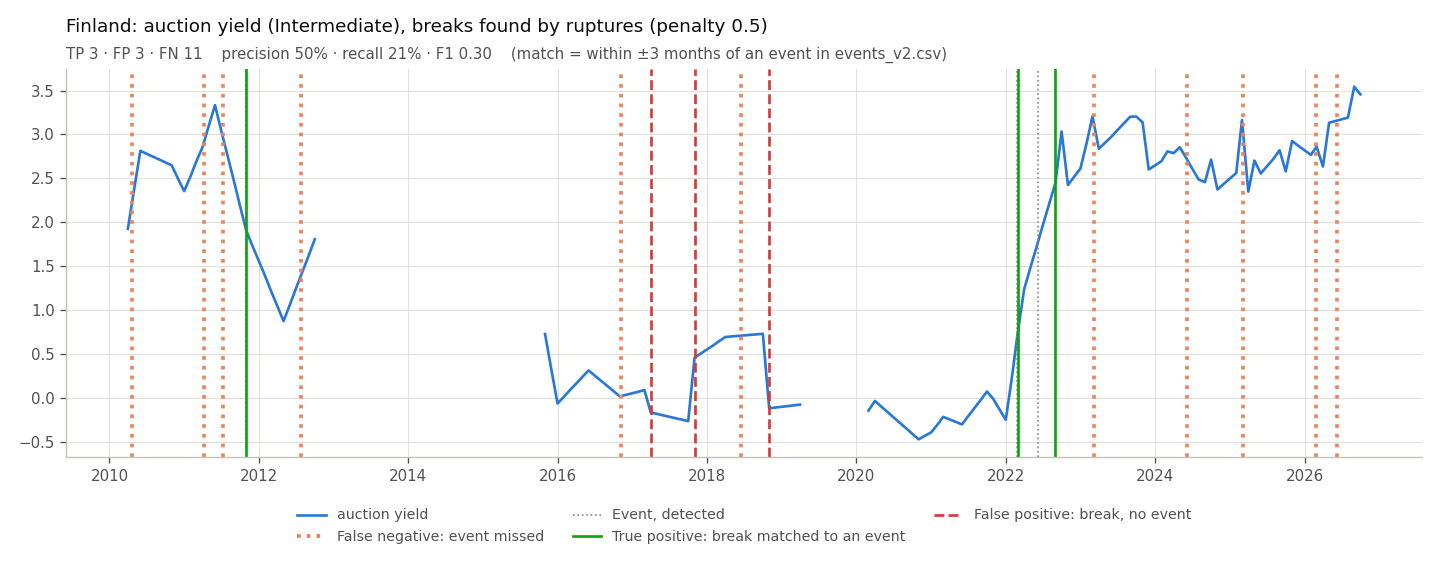 Finland: auction yield (Intermediate), breaks found by ruptures (penalty 0.5)
TP 3 · FP 3 · FN 11    precision 50% · recall 21% · F1 0.30    (match = within ±3 months of an event in events_v2.csv)
3.5
3.0
2.5
2.0
1.5
1.0
0.5
0.0
−0.5
2010 2012 2014 2016 2018 2020 2022 2024 2026
auction yield    Event, detected    False positive: break, no event
False negative: event missed    True positive: break matched to an event